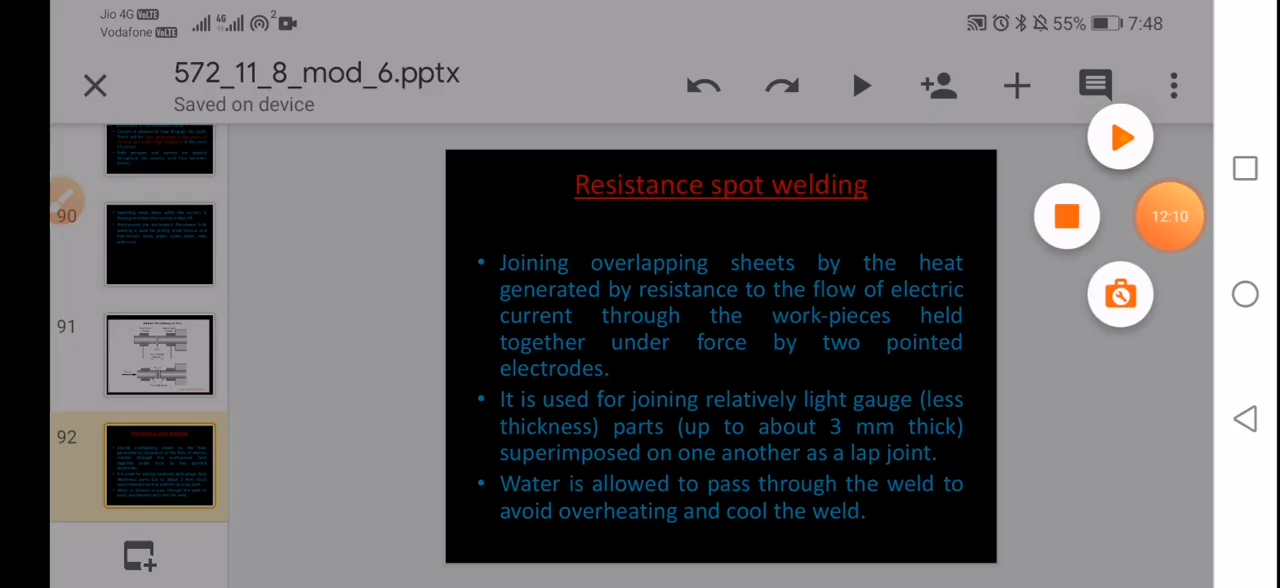 Jio 4G VoLTE
Vodafone VoLTE
4G
2
55%
7:48
572_11_8_mod_6.pptx
Saved on device
90
91
92
12:10
Resistance spot welding
• Joining overlapping sheets by the heat
generated by resistance to the flow of electric
current through the work-pieces held
together under force by two pointed
electrodes.
• It is used for joining relatively light gauge (less
thickness) parts (up to about 3 mm thick)
superimposed on one another as a lap joint.
• Water is allowed to pass through the weld to
avoid overheating and cool the weld.